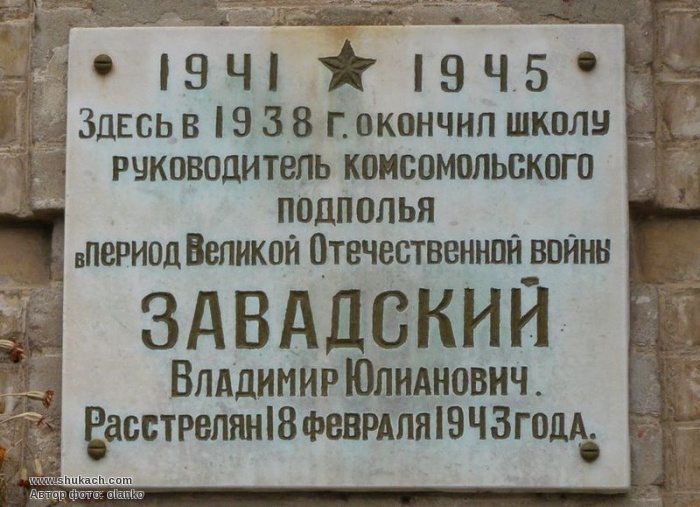 1941 ★ 1945
Здесь в 1938 г. окончил школу
руководитель комсомольского
подполья
в период Великой Отечественной войны
ЗАВАДСКИЙ
Владимир Юлианович.
Расстрелян 18 февраля 1943 года.
www.shukach.com
Автор фото: olanko